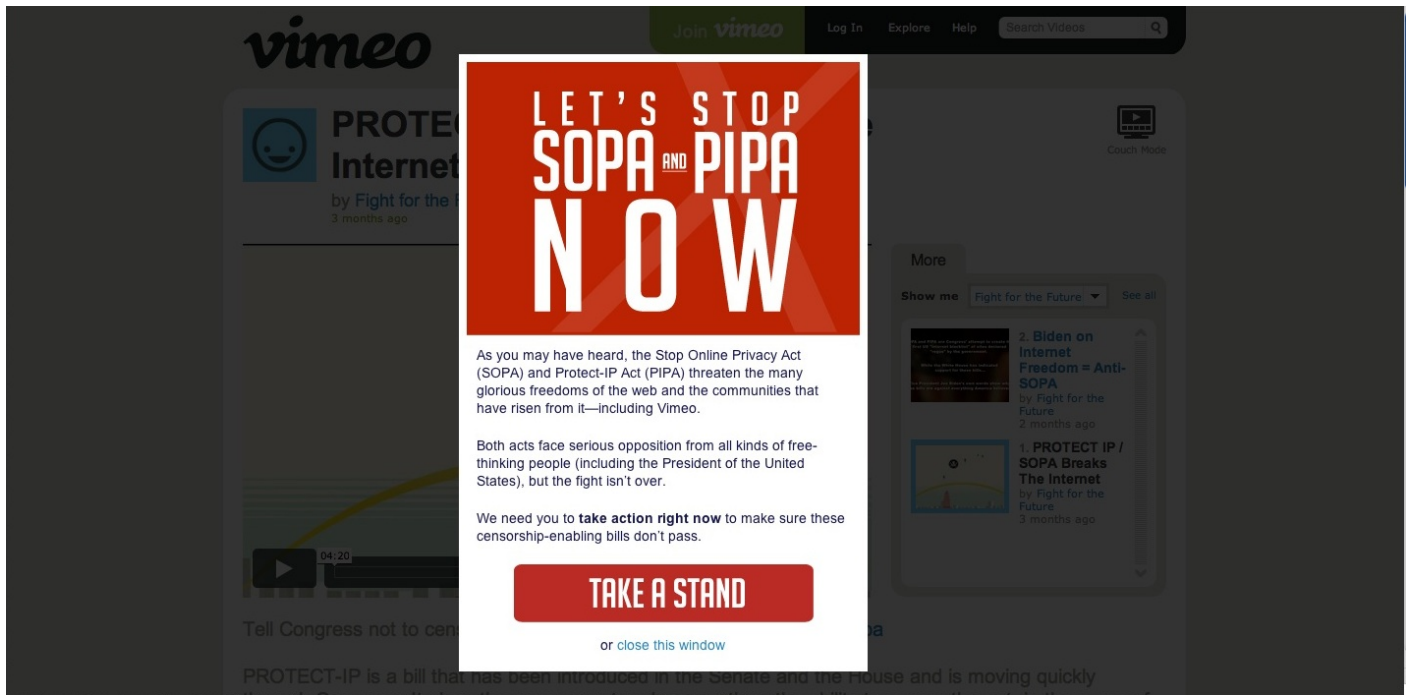 vimeo
Join vimeo
Log In
Explore
Help
Search Videos
PROTE
Internet
by Fight for the
3 months ago
Couch Mode
LET'S STOP
SOPA AND PIPA
NOW
As you may have heard, the Stop Online Privacy Act
(SOPA) and Protect-IP Act (PIPA) threaten the many
glorious freedoms of the web and the communities that
have risen from it—including Vimeo.
Both acts face serious opposition from all kinds of free-
thinking people (including the President of the United
States), but the fight isn't over.
We need you to take action right now to make sure these
censorship-enabling bills don't pass.
TAKE A STAND
or close this window
More
Show me
Fight for the Future
See all
2. Biden on
Internet
Freedom = Anti-
SOPA
by Fight for the
Future
2 months ago
1. PROTECT IP /
SOPA Breaks
The Internet
by Fight for the
Future
3 months ago
04:20
Tell Congress not to cen
pa
PROTECT-IP is a bill that has been introduced in the Senate and the House and is moving quickly